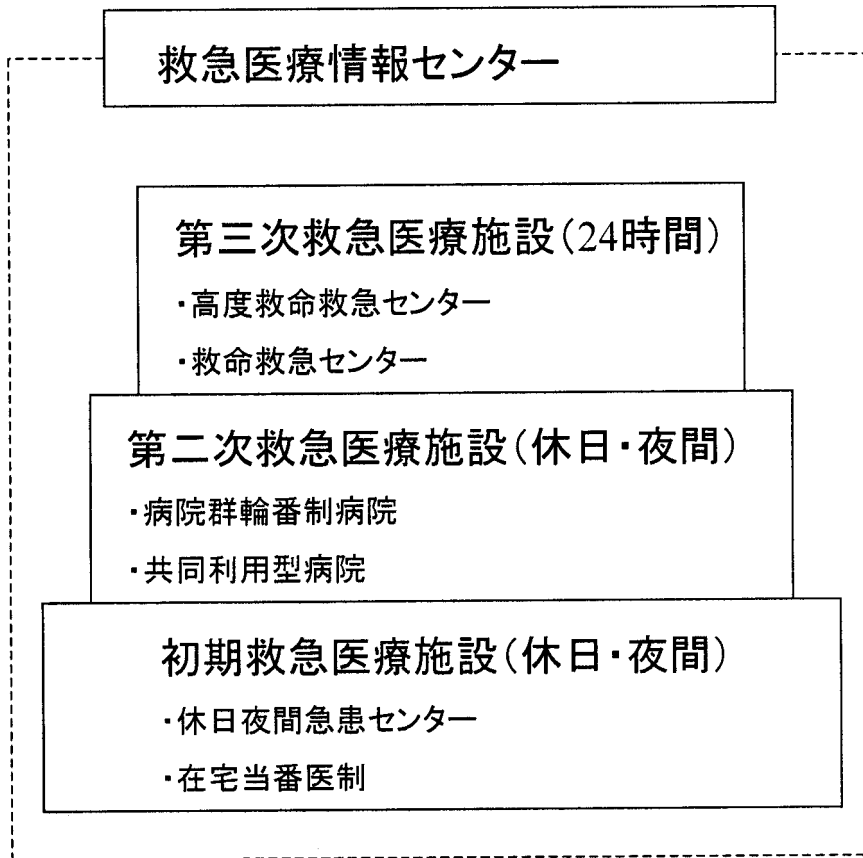 救急医療情報センター
第三次救急医療施設(24時間)
・高度救命救急センター
・救命救急センター
第二次救急医療施設(休日・夜間)
・病院群輪番制病院
・共同利用型病院
初期救急医療施設(休日・夜間)
・休日夜間急患センター
・在宅当番医制